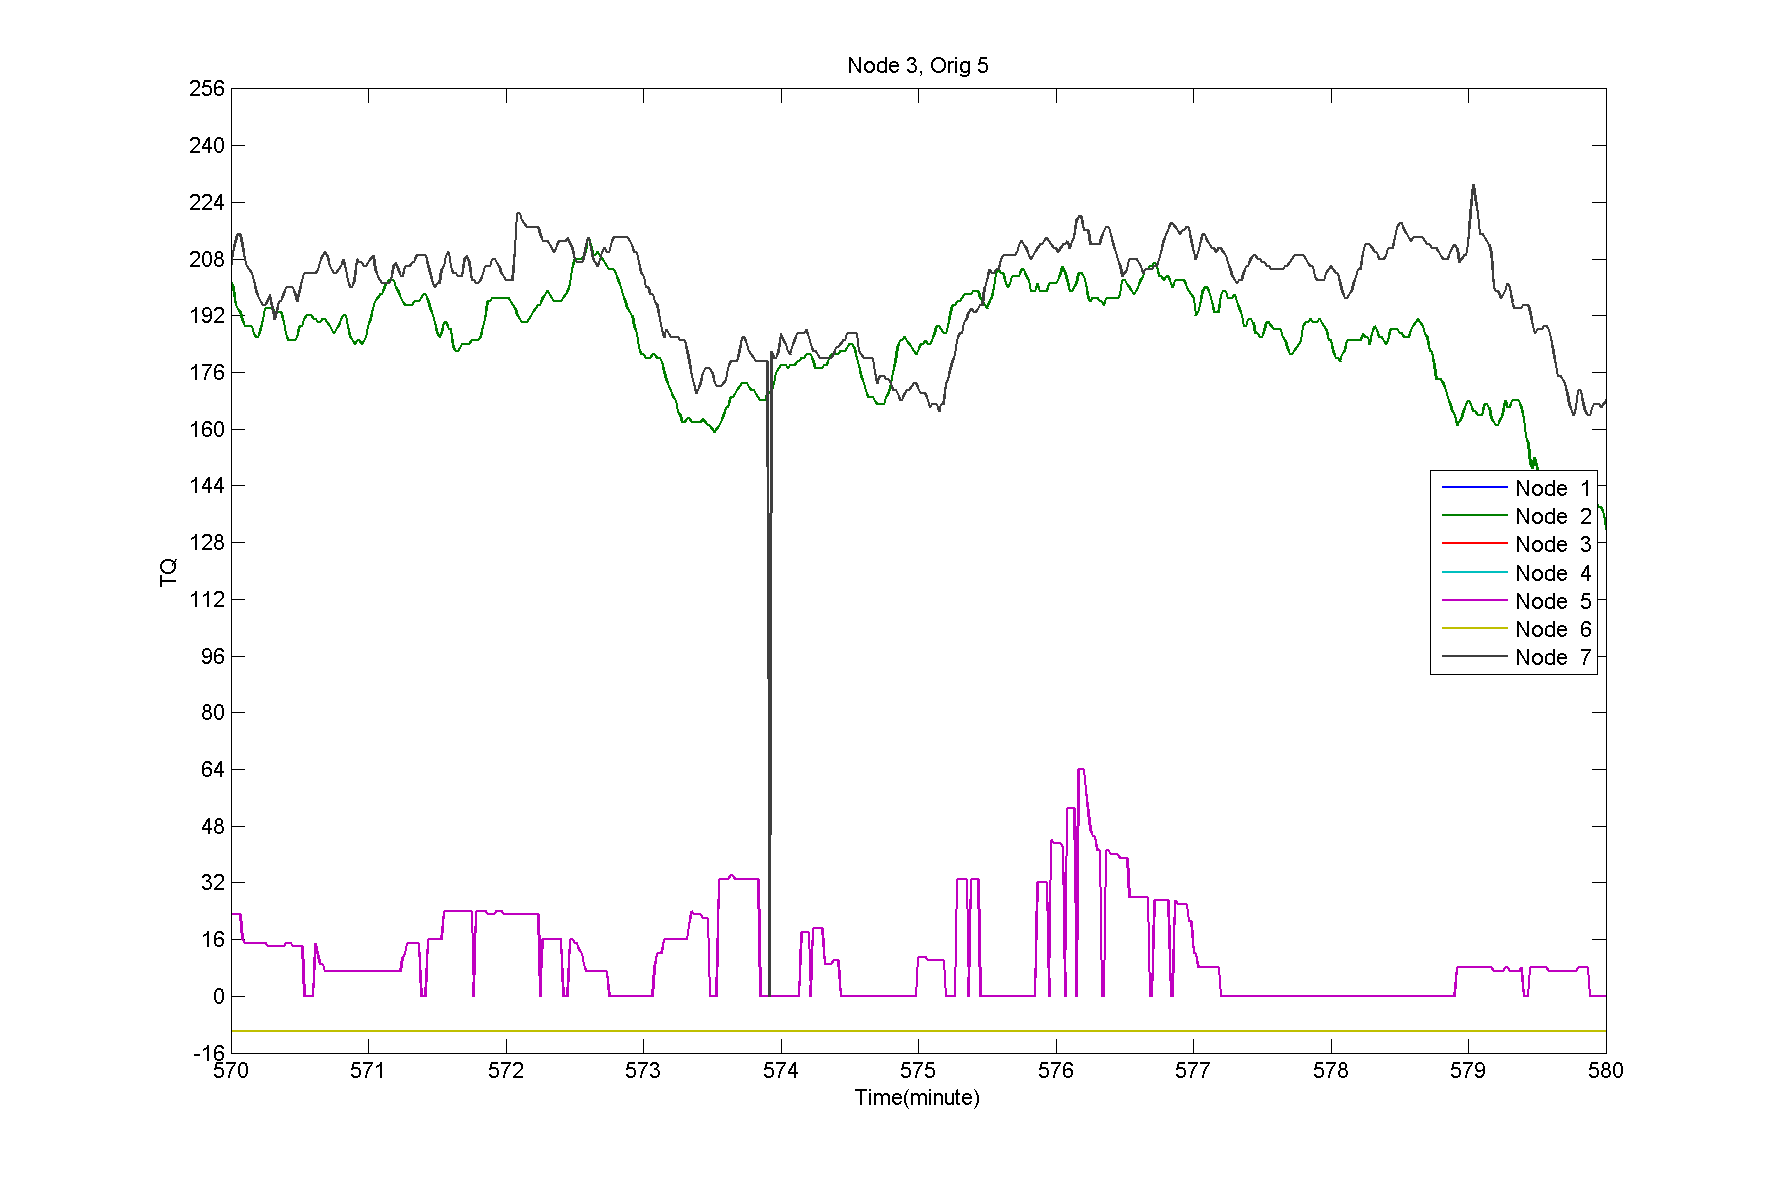 Node 3, Orig 5
256
240
224
208
192
176
160
144
128
112
96
80
64
48
32
16
0
-16
TQ
Node 1
Node 2
Node 3
Node 4
Node 5
Node 6
Node 7
570 571 572 573 574 575 576 577 578 579 580
Time(minute)